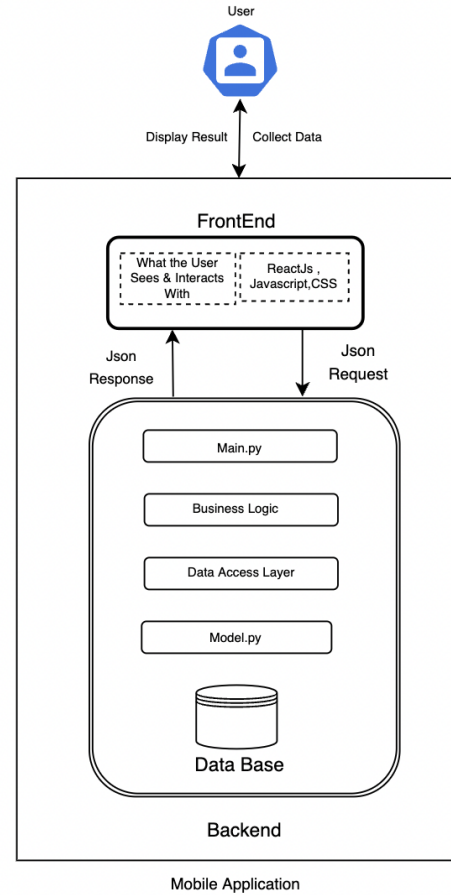 User
Display Result
Collect Data
FrontEnd
What the User
Sees & Interacts
With
ReactJs ,
Javascript,CSS
Json
Response
Json
Request
Main.py
Business Logic
Data Access Layer
Model.py
Data Base
Backend
Mobile Application